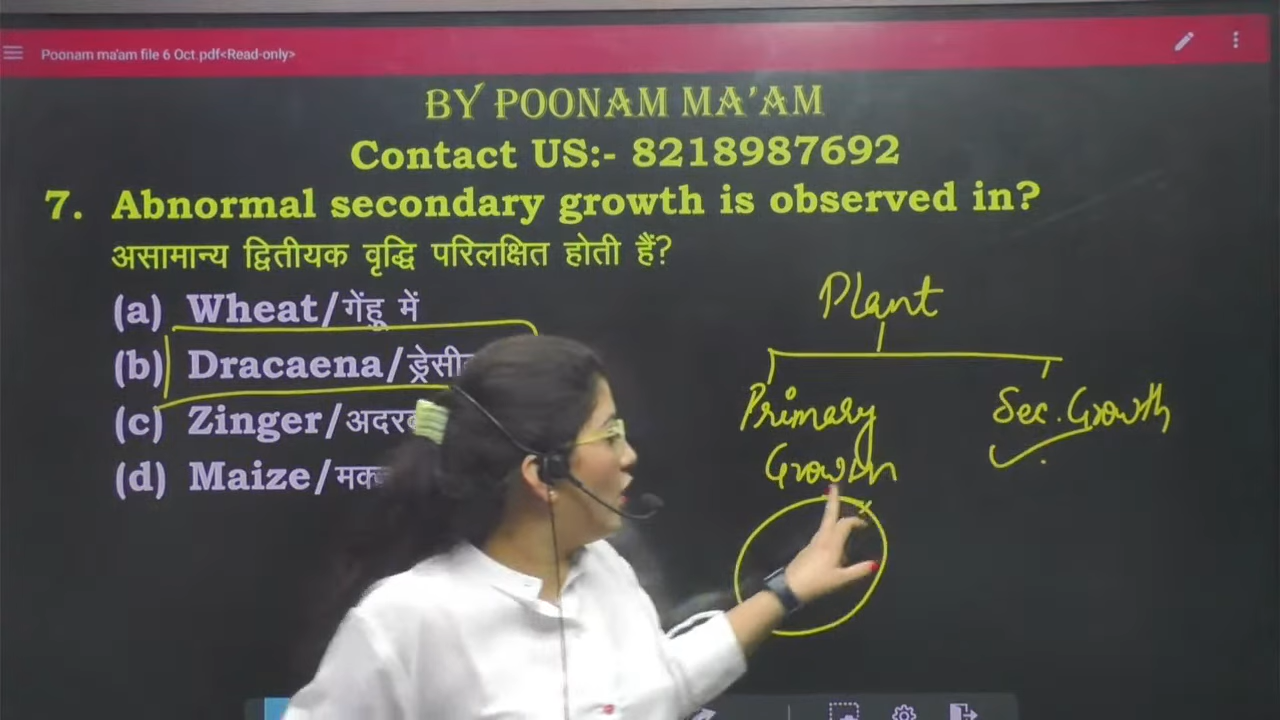 Poonam ma'am file 6 Oct.pdf<Read-only>
BY POONAM MA'AM
Contact US:- 8218987692
7. Abnormal secondary growth is observed in?
असामान्य द्वितीयक वृद्धि परिलक्षित होती हैं?
(a) Wheat/गेंहू में
(b) Dracaena/
(c) Zinger/
(d) Maize/
Plant
Primary
Growth
Sec. Growth